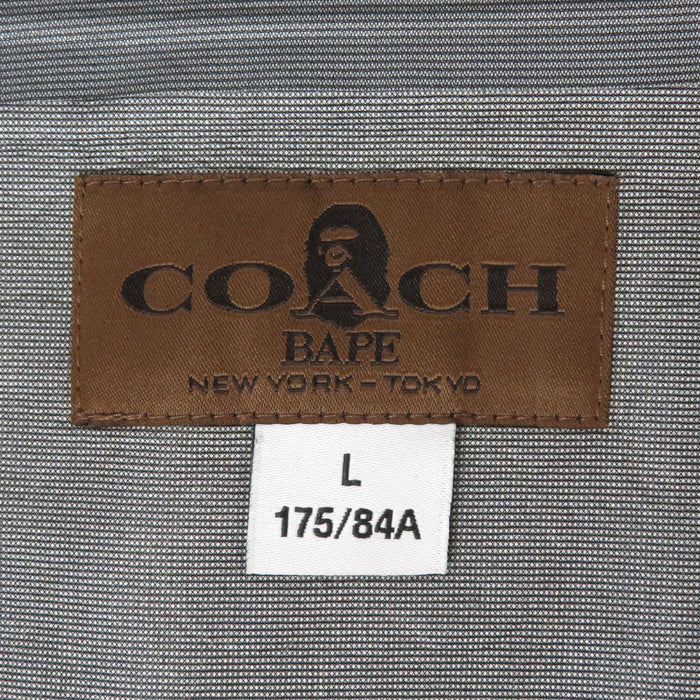 COACH
BAPE
NEW YORK – TOKYO
L
175/84A